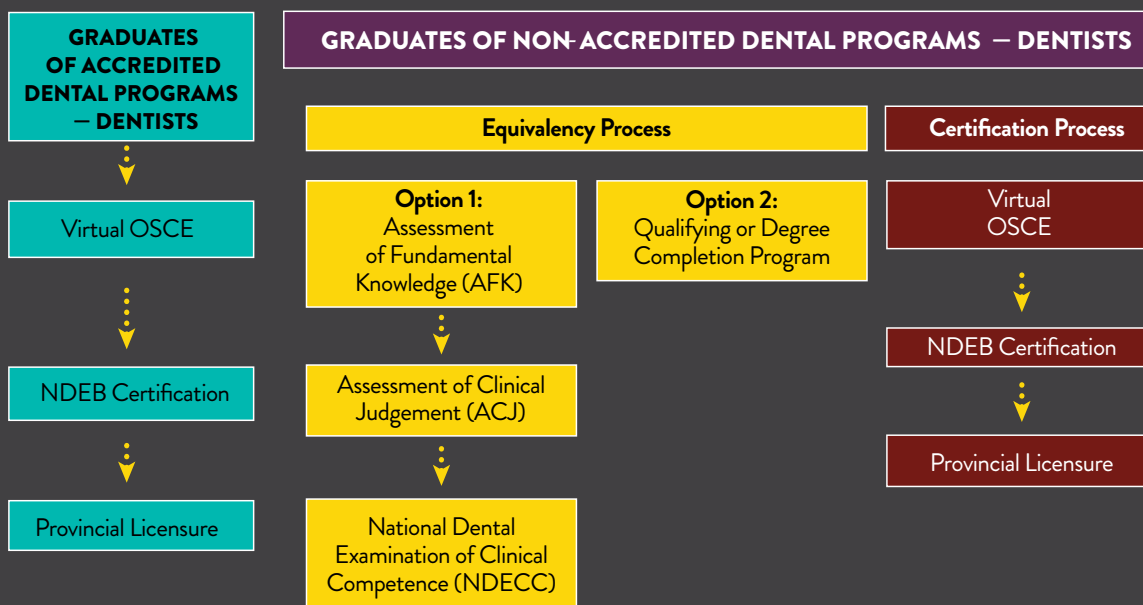 GRADUATES
OF ACCREDITED
DENTAL PROGRAMS
— DENTISTS
Virtual OSCE
NDEB Certification
Provincial Licensure
GRADUATES OF NON-ACCREDITED DENTAL PROGRAMS — DENTISTS
Equivalency Process
Option 1:
Assessment
of Fundamental
Knowledge (AFK)
Assessment of Clinical
Judgement (ACJ)
National Dental
Examination of Clinical
Competence (NDECC)
Option 2:
Qualifying or Degree
Completion Program
Certification Process
Virtual
OSCE
NDEB Certification
Provincial Licensure